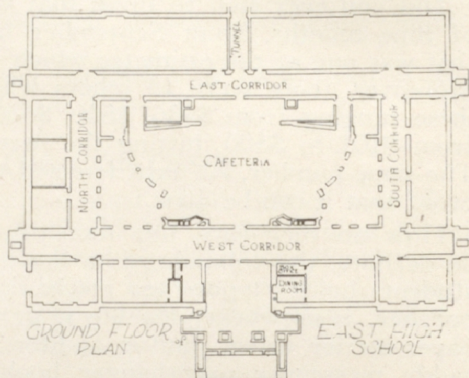 TUNNEL
EAST CORRIDOR
NORTH CORRIDOR
CAFETERIA
SOUTH CORRIDOR
WEST CORRIDOR
DINING
ROOM
GROUND FLOOR
PLAN
EAST HIGH
SCHOOL